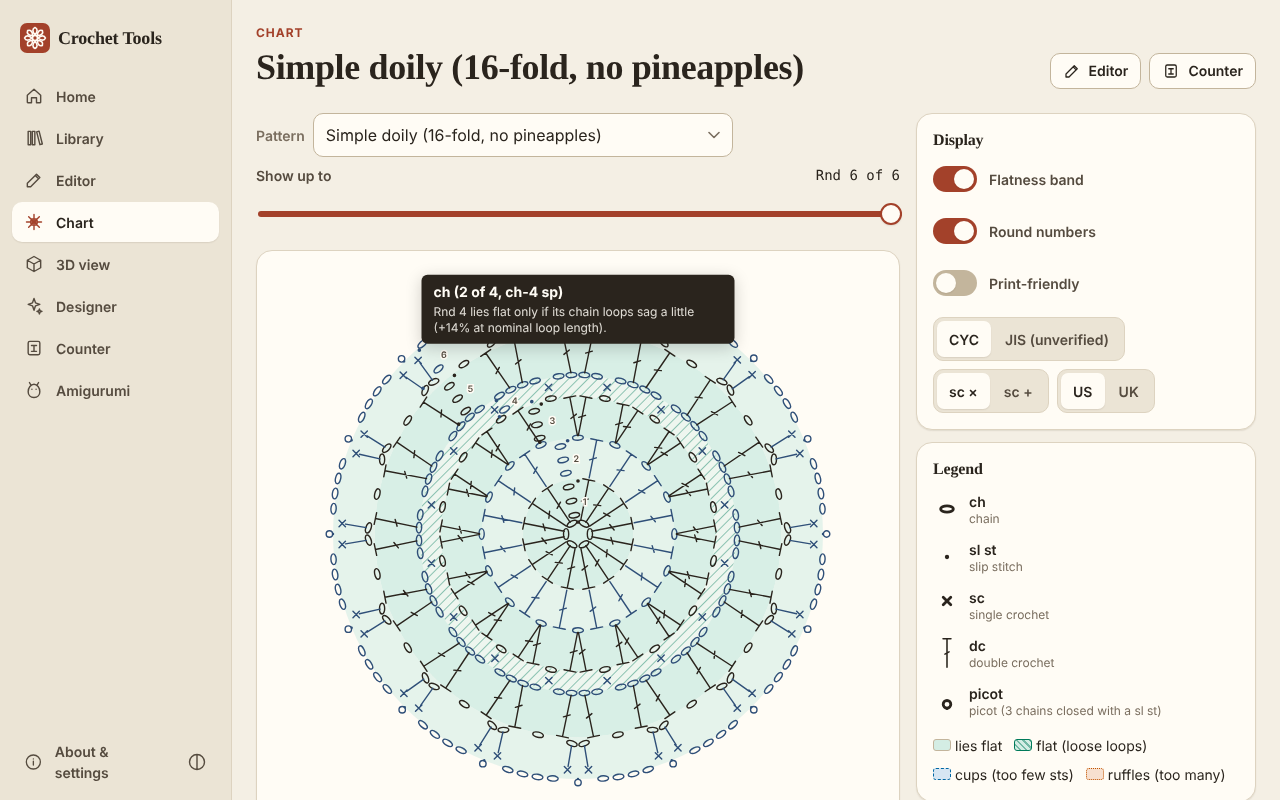 Crochet Tools
Home
Library
Editor
Chart
3D view
Designer
Counter
Amigurumi
About &
settings
CHART
Simple doily (16-fold, no pineapples)
Editor
Counter
Pattern
Simple doily (16-fold, no pineapples)
Show up to
Rnd 6 of 6
ch (2 of 4, ch-4 sp)
Rnd 4 lies flat only if its chain loops sag a little
(+14% at nominal loop length).
6
5
4
3
2
1
Display
Flatness band
Round numbers
Print-friendly
CYC
JIS (unverified)
sc ×
sc +
US
UK
Legend
ch
chain
sl st
slip stitch
sc
single crochet
dc
double crochet
picot
picot (3 chains closed with a sl st)
lies flat
flat (loose loops)
cups (too few sts)
ruffles (too many)